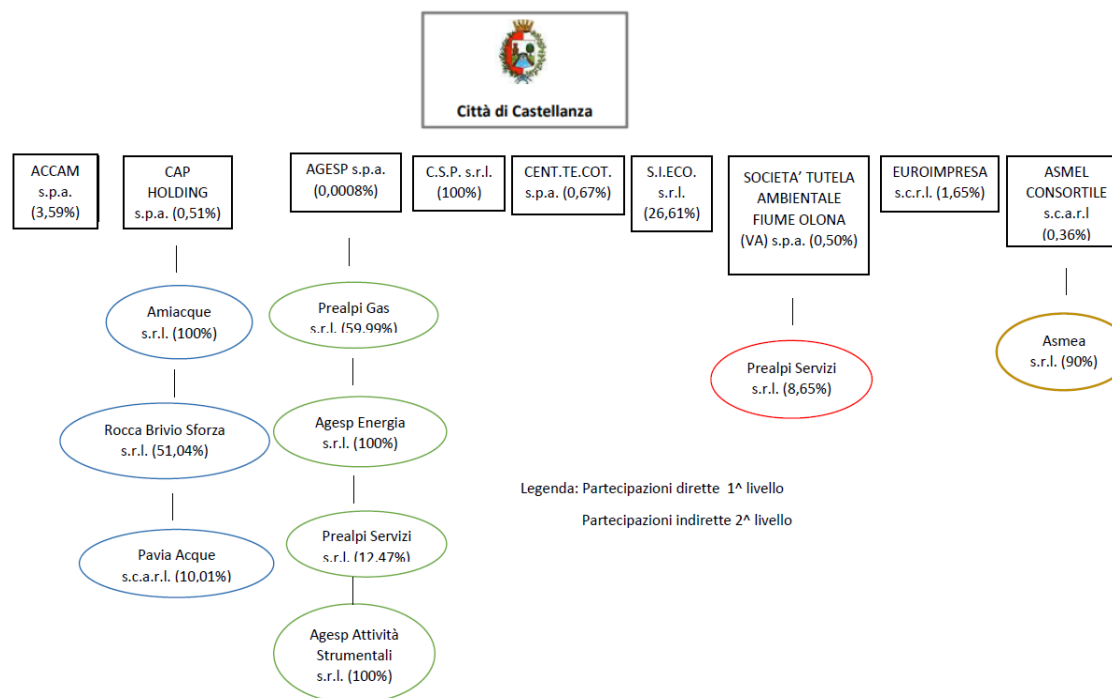 Città di Castellanza
ACCAM
s.p.a.
(3,59%)
CAP
HOLDING
s.p.a. (0,51%)
AGESP s.p.a.
(0,0008%)
C.S.P. s.r.l.
(100%)
CENT.TE.COT.
s.p.a. (0,67%)
S.I.ECO.
s.r.l.
(26,61%)
SOCIETA’ TUTELA
AMBIENTALE
FIUME OLONA
(VA) s.p.a. (0,50%)
EUROIMPRESA
s.c.r.l. (1,65%)
ASMEL
CONSORTILE
s.c.a.r.l
(0,36%)
Amiacque
s.r.l. (100%)
Rocca Brivio Sforza
s.r.l. (51,04%)
Pavia Acque
s.c.a.r.l. (10,01%)
Prealpi Gas
s.r.l. (59.99%)
Agesp Energia
s.r.l. (100%)
Prealpi Servizi
s.r.l. (12.47%)
Agesp Attività
Strumentali
s.r.l. (100%)
Prealpi Servizi
s.r.l. (8,65%)
Asmea
s.r.l. (90%)
Legenda: Partecipazioni dirette 1^ livello
Partecipazioni indirette 2^ livello